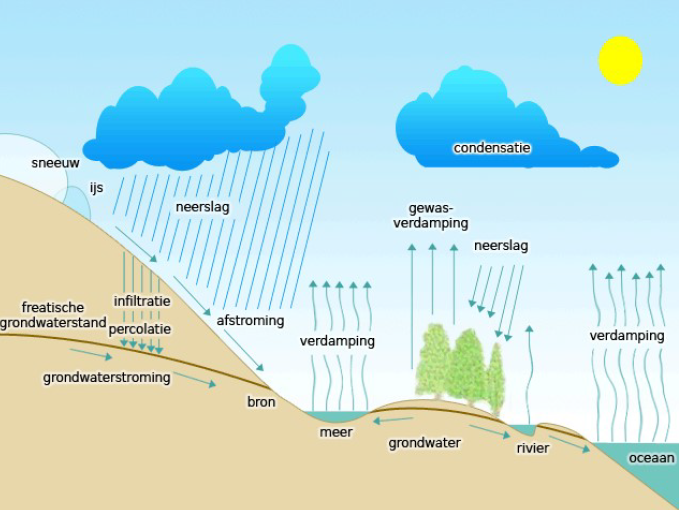 condensatie
sneeuw
ijs
neerslag
gewas-
verdamping
neerslag
infiltratie
freatische
grondwaterstand
percolatie
afstroming
verdamping
verdamping
grondwaterstroming
bron
meer
grondwater
rivier
oceaan